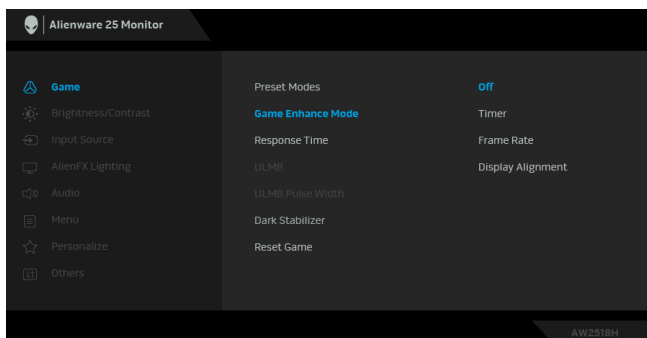 Alienware 25 Monitor
Game
Preset Modes
Off
Brightness/Contrast
Game Enhance Mode
Timer
Input Source
Response Time
Frame Rate
AlienFX Lighting
ULMB
Display Alignment
Audio
ULMB Pulse Width
Menu
Dark Stabilizer
Personalize
Reset Game
Others
AW2518H